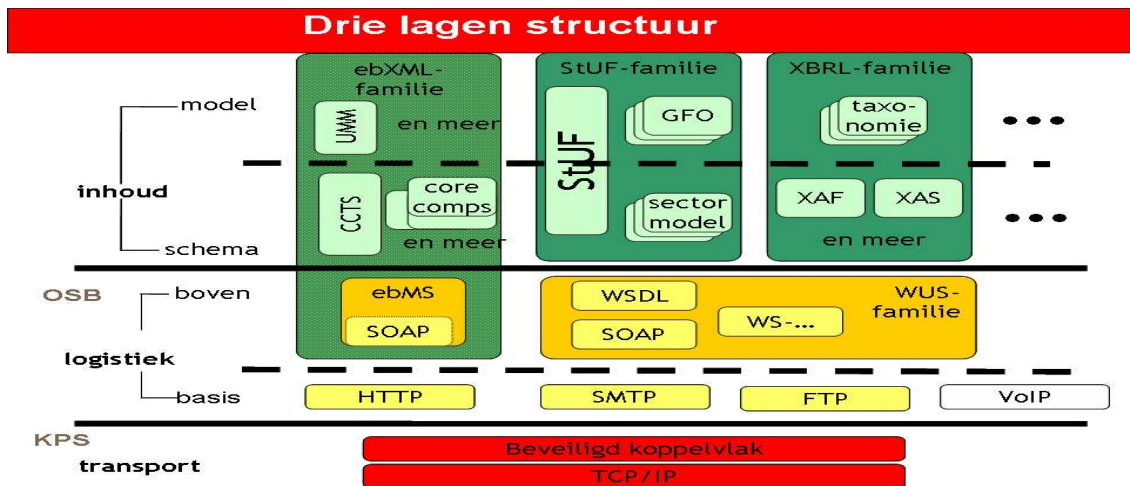 Drie lagen structuur
ebXML-
familie
StUF-familie
XBRL-familie
model
UMM
en meer
StUF
GFO
taxo-
nomie
...
inhoud
CCTS
core
comps
en meer
sector
model
XAF
XAS
en meer
...
schema
OSB
boven
ebMS
SOAP
WSDL
SOAP
WS-...
WUS-
familie
logistiek
basis
HTTP
SMTP
FTP
VoIP
KPS
transport
Beveiligd koppelvlak
TCP/IP